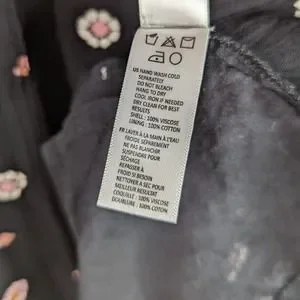 US HAND WASH COLD
SEPARATELY
DO NOT BLEACH
HANG TO DRY
COOL IRON IF NEEDED
DRY CLEAN FOR BEST
RESULTS
SHELL : 100% VISCOSE
LINING : 100% COTTON
FR LAVER À LA MAIN À L'EAU
FROIDE SÉPARÉMENT
NE PAS BLANCHIR
SUSPENDRE POUR
SÉCHAGE
REPASSER À FROID
SI BESOIN
NETTOYER A SEC POUR
MEILLEUR RESULTAT
COQUILLE : 100% VISCOSE
DOUBLURE : 100% COTON